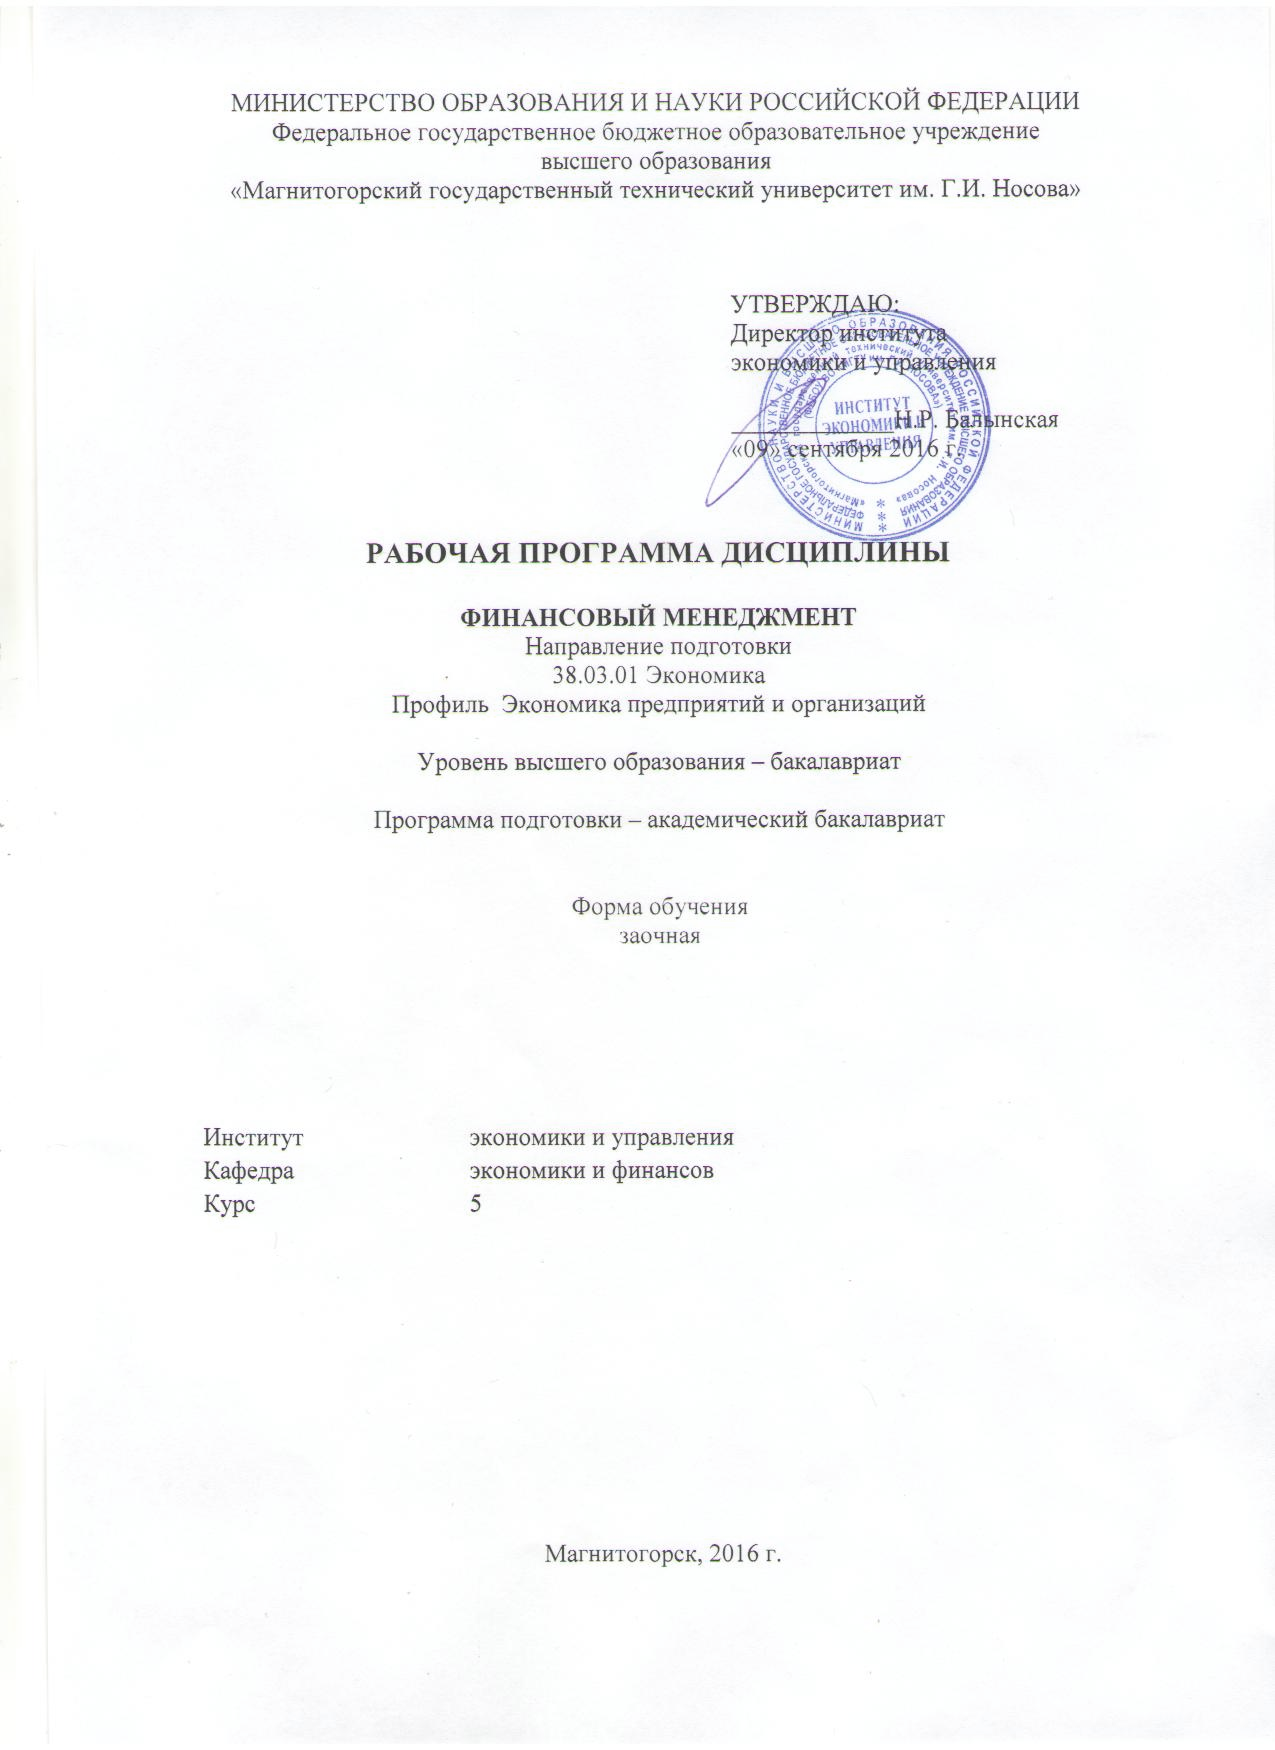 МИНИСТЕРСТВО ОБРАЗОВАНИЯ И НАУКИ РОССИЙСКОЙ ФЕДЕРАЦИИ
Федеральное государственное бюджетное образовательное учреждение
высшего образования
«Магнитогорский государственный технический университет им. Г.И. Носова»
УТВЕРЖДАЮ:
Директор института
экономики и управления
Н.Р. Балынская
«09» сентября 2016 г.
ИНСТИТУТ
ЭКОНОМИКИ И
УПРАВЛЕНИЯ
РАБОЧАЯ ПРОГРАММА ДИСЦИПЛИНЫ
ФИНАНСОВЫЙ МЕНЕДЖМЕНТ
Направление подготовки
38.03.01 Экономика
Профиль Экономика предприятий и организаций
Уровень высшего образования – бакалавриат
Программа подготовки – академический бакалавриат
Форма обучения
заочная
Институт экономики и управления
Кафедра экономики и финансов
Курс 5
Магнитогорск, 2016 г.